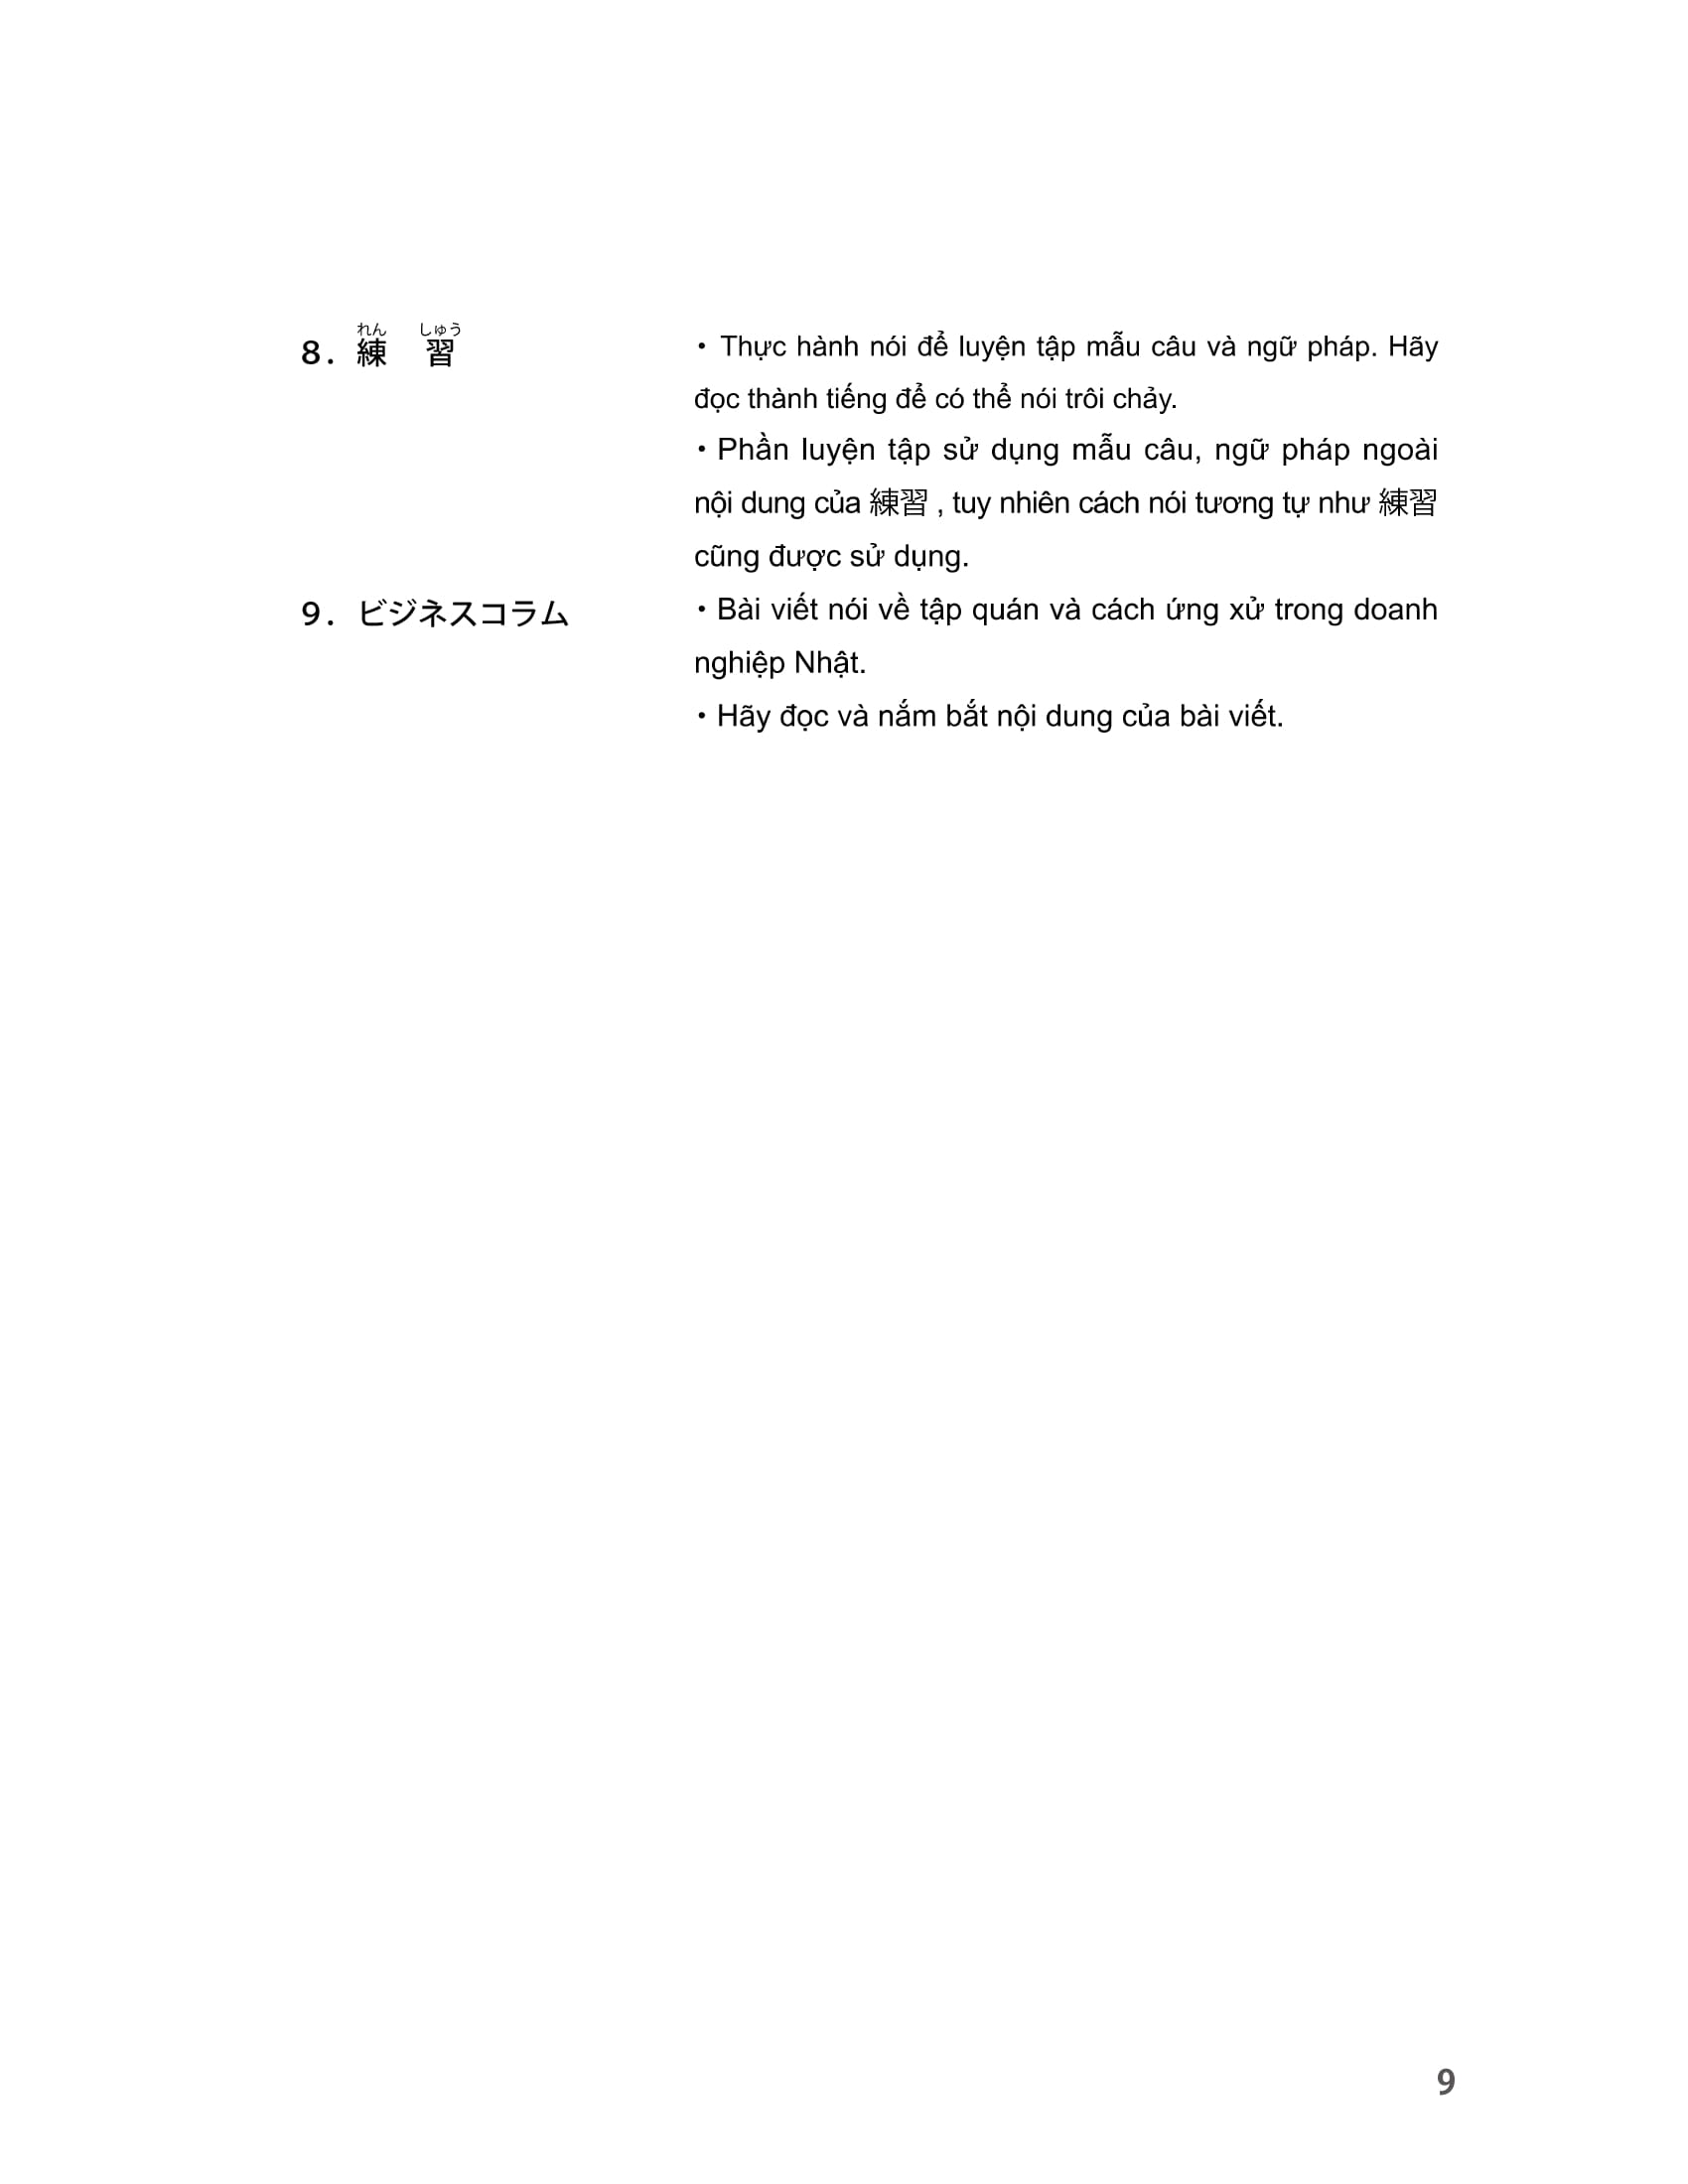 れん しゅう
8. 練 習
・ Thực hành nói để luyện tập mẫu câu và ngữ pháp. Hãy
đọc thành tiếng để có thể nói trôi chảy.
・Phần luyện tập sử dụng mẫu câu, ngữ pháp ngoài
nội dung của 練習 , tuy nhiên cách nói tương tự như 練習
cũng được sử dụng.
9. ビジネスコラム
・Bài viết nói về tập quán và cách ứng xử trong doanh
nghiệp Nhật.
・Hãy đọc và nắm bắt nội dung của bài viết.
9